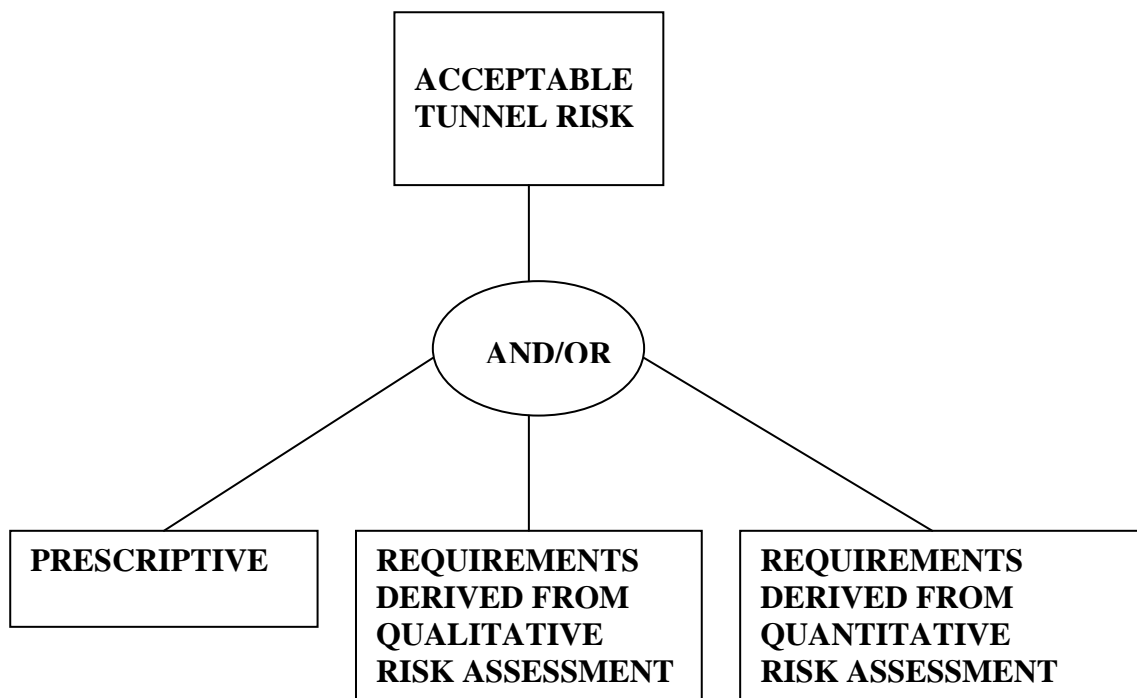 ACCEPTABLE
TUNNEL RISK
AND/OR
PRESCRIPTIVE
REQUIREMENTS
DERIVED FROM
QUALITATIVE
RISK ASSESSMENT
REQUIREMENTS
DERIVED FROM
QUANTITATIVE
RISK ASSESSMENT